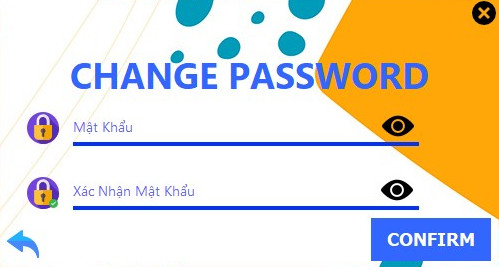 CHANGE PASSWORD
Mật Khẩu
Xác Nhận Mật Khẩu
CONFIRM